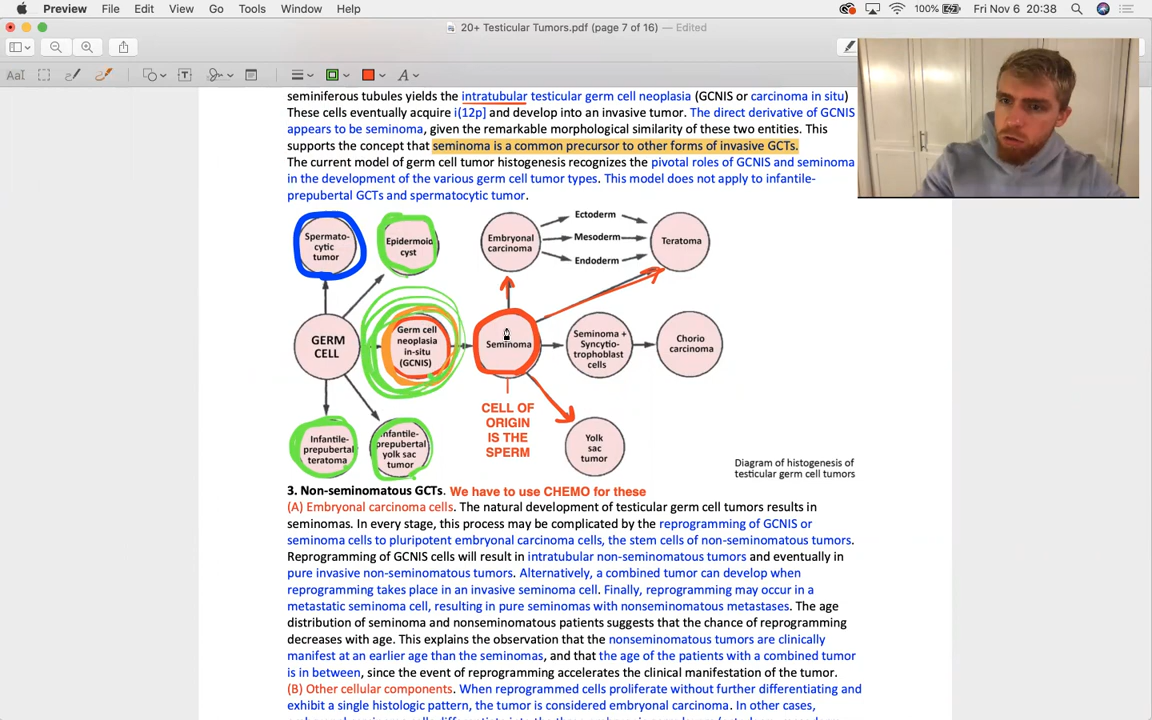 Preview File Edit View Go Tools Window Help 100% Fri Nov 6 20:38
20+ Testicular Tumors.pdf (page 7 of 16) — Edited
AaI
T
A
seminiferous tubules yields the intratubular testicular germ cell neoplasia (GCNIS or carcinoma in situ)
These cells eventually acquire i(12p] and develop into an invasive tumor. The direct derivative of GCNIS
appears to be seminoma, given the remarkable morphological similarity of these two entities. This
supports the concept that seminoma is a common precursor to other forms of invasive GCTs.
The current model of germ cell tumor histogenesis recognizes the pivotal roles of GCNIS and seminoma
in the development of the various germ cell tumor types. This model does not apply to infantile-
prepubertal GCTs and spermatocytic tumor.
Spermato-
cytic
tumor
Epidermoid
cyst
Embryonal
carcinoma
Ectoderm
Mesoderm
Endoderm
Teratoma
GERM
CELL
Germ cell
neoplasia
in-situ
(GCNIS)
Seminoma
Seminoma +
Syncytio-
trophoblast
cells
Chorio
carcinoma
CELL OF
ORIGIN
IS THE
SPERM
Infantile-
prepubertal
teratoma
Infantile-
prepubertal
yolk sac
tumor
Yolk
sac
tumor
Diagram of histogenesis of
testicular germ cell tumors
3. Non-seminomatous GCTs. We have to use CHEMO for these
(A) Embryonal carcinoma cells. The natural development of testicular germ cell tumors results in
seminomas. In every stage, this process may be complicated by the reprogramming of GCNIS or
seminoma cells to pluripotent embryonal carcinoma cells, the stem cells of non-seminomatous tumors.
Reprogramming of GCNIS cells will result in intratubular non-seminomatous tumors and eventually in
pure invasive non-seminomatous tumors. Alternatively, a combined tumor can develop when
reprogramming takes place in an invasive seminoma cell. Finally, reprogramming may occur in a
metastatic seminoma cell, resulting in pure seminomas with nonseminomatous metastases. The age
distribution of seminoma and nonseminomatous patients suggests that the chance of reprogramming
decreases with age. This explains the observation that the nonseminomatous tumors are clinically
manifest at an earlier age than the seminomas, and that the age of the patients with a combined tumor
is in between, since the event of reprogramming accelerates the clinical manifestation of the tumor.
(B) Other cellular components. When reprogrammed cells proliferate without further differentiating and
exhibit a single histologic pattern, the tumor is considered embryonal carcinoma. In other cases,